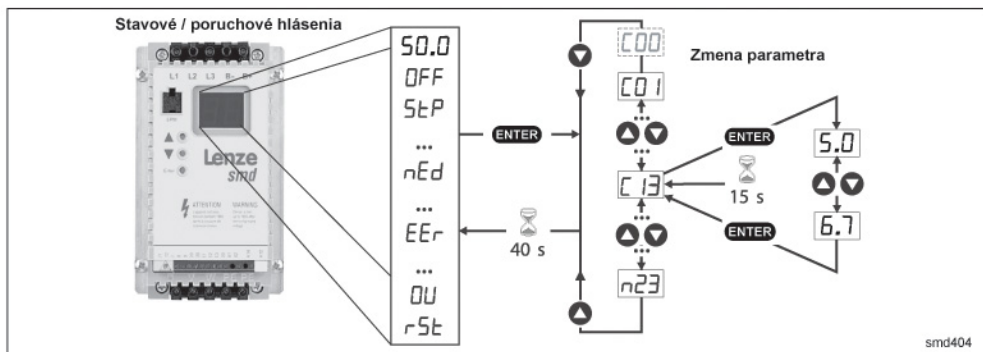 Stavové / poruchové hlásenia
Zmena parametra
L1 L2 L3 B- B+
Lenze
smd
ATTENTION WARNING
50.0
OFF
StP
...
nEd
...
EEr
...
OU
rSt
ENTER
40 s
C00
C01
...
...
C13
...
...
n23
ENTER
15 s
ENTER
5.0
6.7
smd404